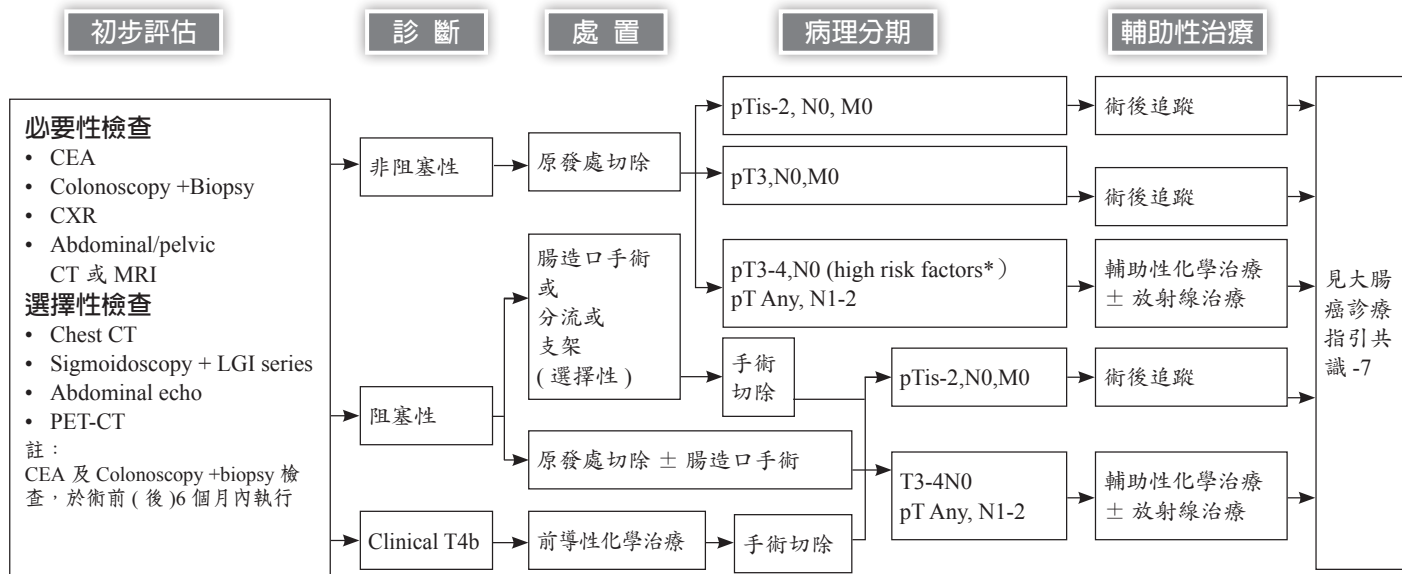 初步評估
診 斷
處 置
病理分期
輔助性治療
必要性檢查
• CEA
• Colonoscopy +Biopsy
• CXR
• Abdominal/pelvic
CT 或 MRI
選擇性檢查
• Chest CT
• Sigmoidoscopy + LGI series
• Abdominal echo
• PET-CT
註：
CEA 及 Colonoscopy +biopsy 檢
查，於術前 ( 後 )6 個月內執行
非阻塞性
原發處切除
pTis-2, N0, M0
術後追蹤
pT3,N0,M0
術後追蹤
pT3-4,N0 (high risk factors*）
pT Any, N1-2
輔助性化學治療
± 放射線治療
阻塞性
腸造口手術
或
分流或
支架
( 選擇性 )
手術
切除
pTis-2,N0,M0
術後追蹤
原發處切除 ± 腸造口手術
T3-4N0
pT Any, N1-2
輔助性化學治療
± 放射線治療
Clinical T4b
前導性化學治療
手術切除
見大腸
癌診療
指引共
識 -7